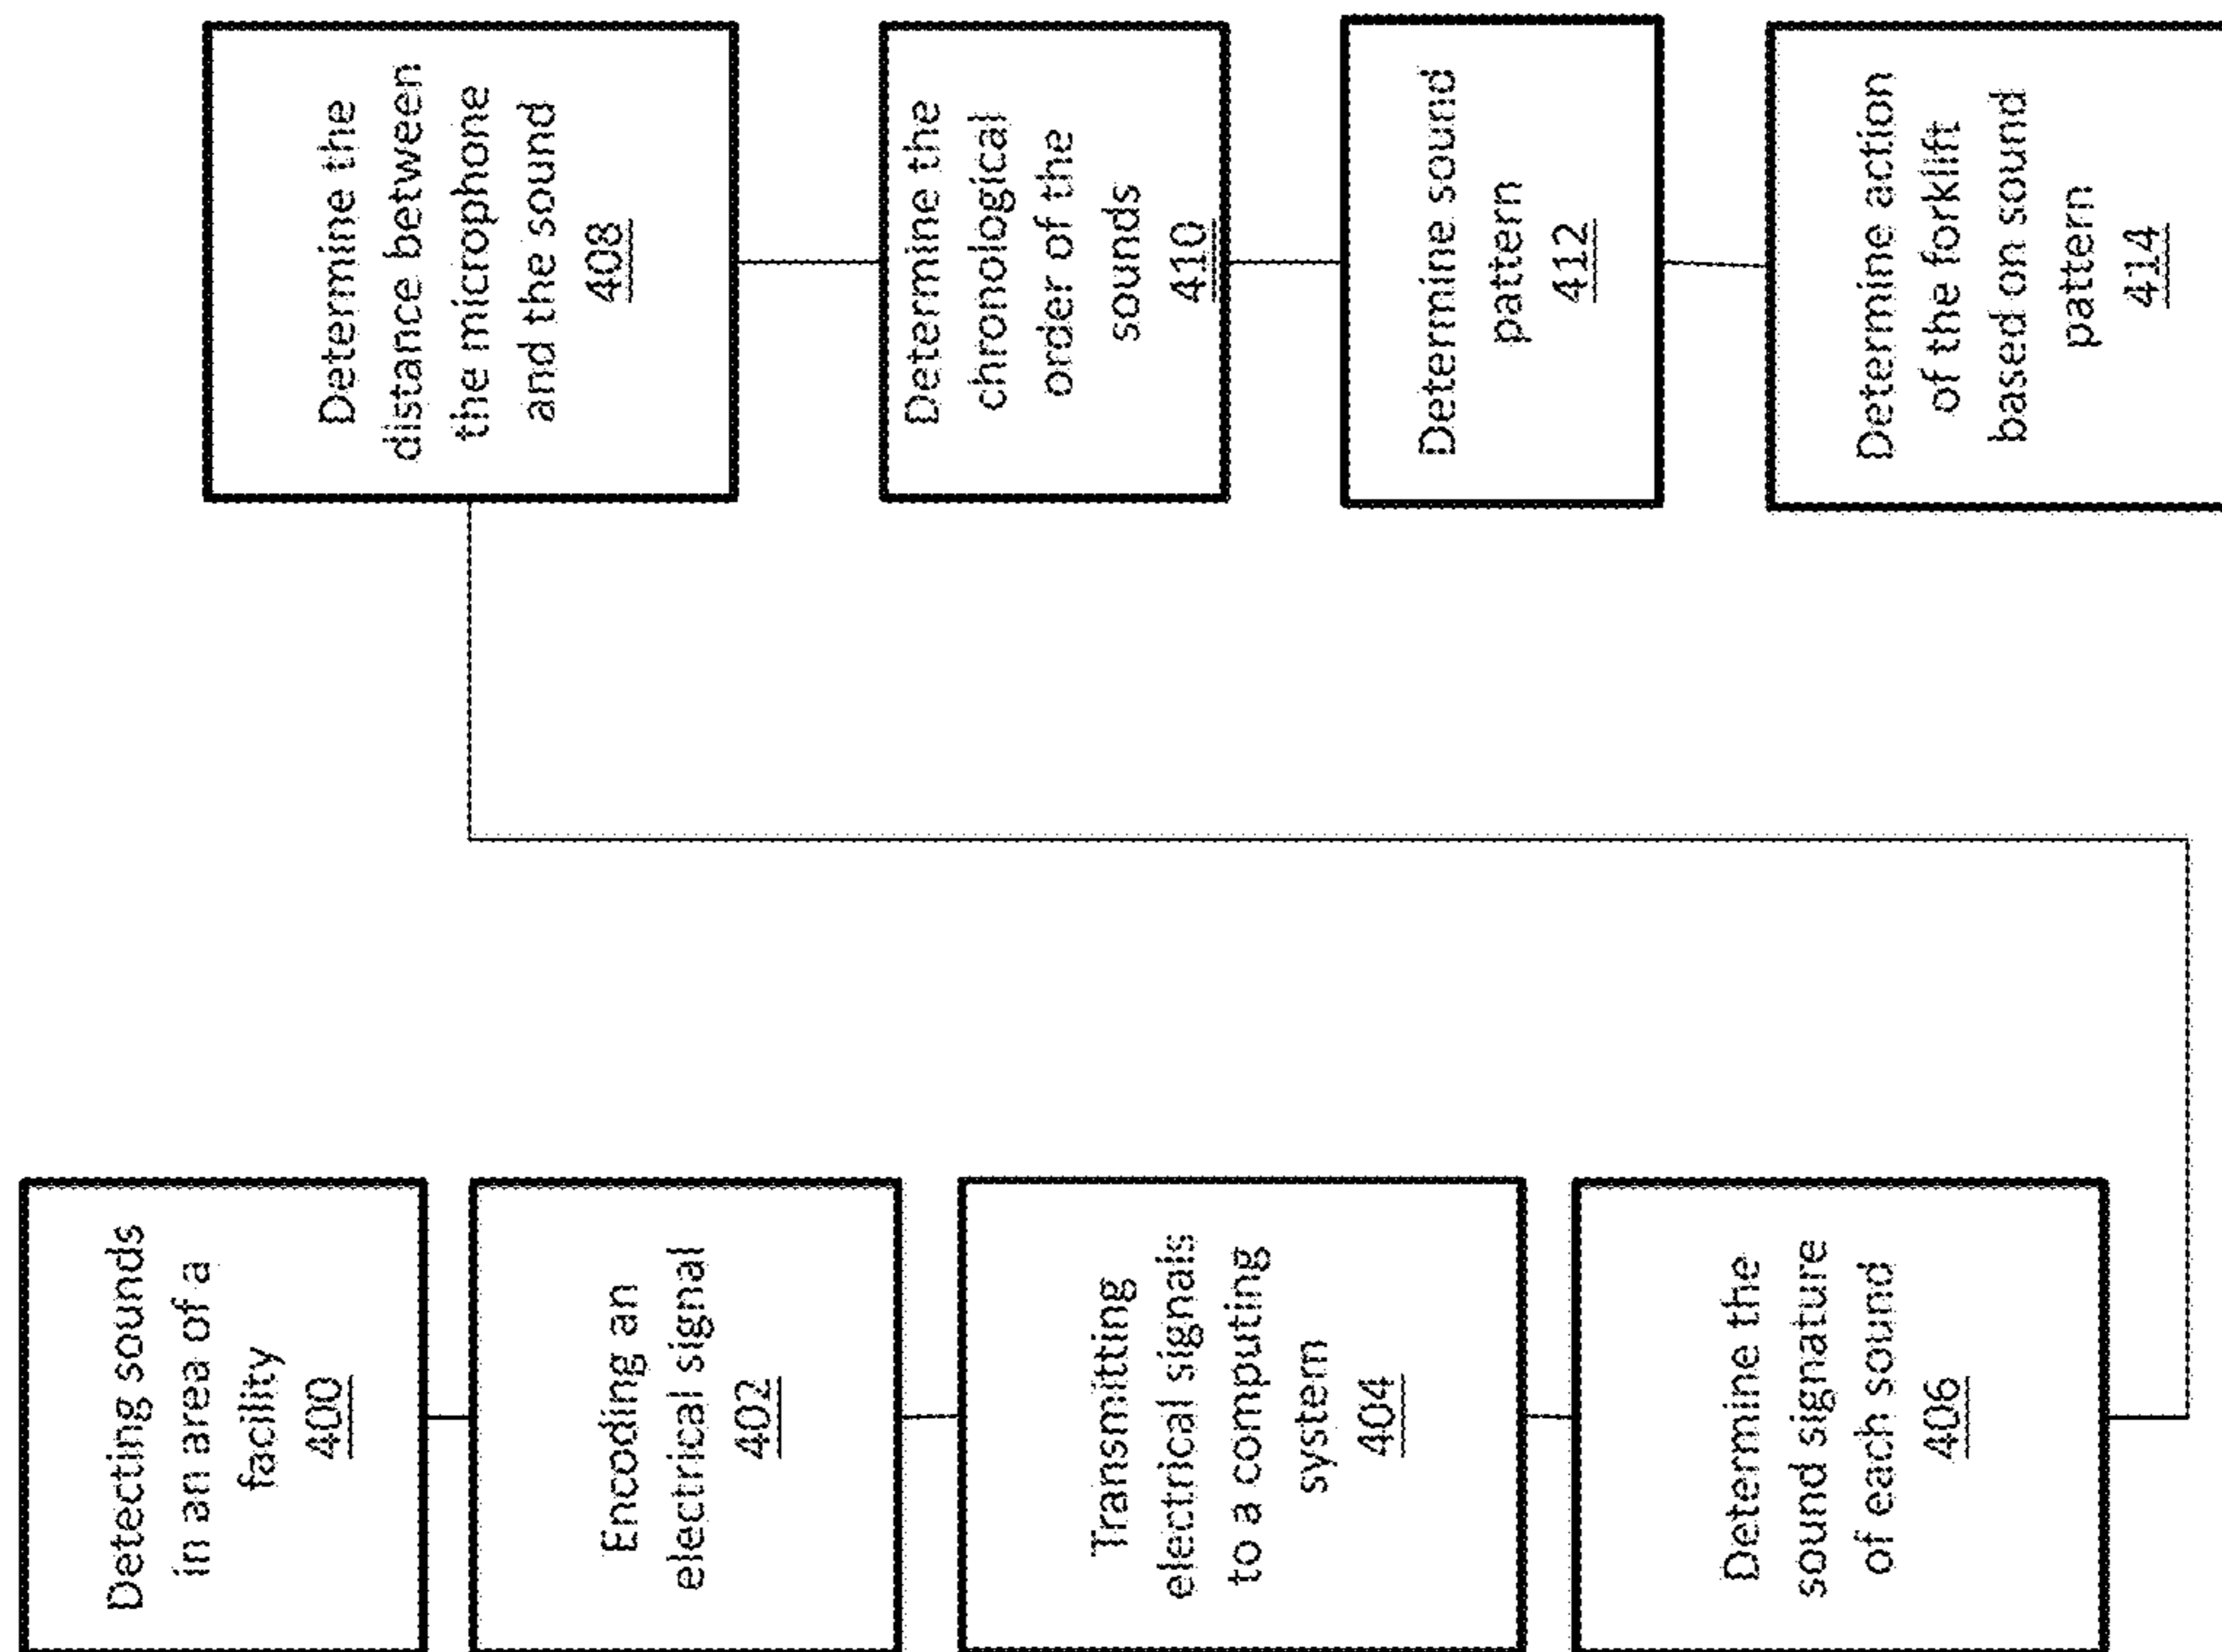 Detecting sounds
in an area of a
facility
400
Encoding an
electrical signal
402
Transmitting
electrical signals
to a computing
system
404
Determine the
sound signature
of each sound
406
Determine the
distance between
the microphone
and the sound
408
Determine the
chronological
order of the
sounds
410
Determine sound
pattern
412
Determine action
of the forklift
based on sound
pattern
414